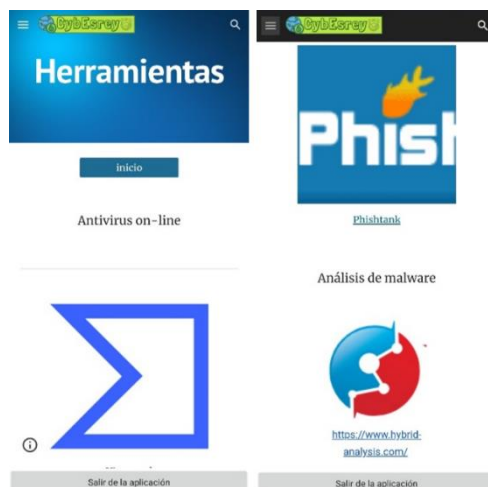 CybEsrey
Herramientas
inicio
Antivirus on-line
Salir de la aplicación
CybEsrey
Phish
Phishtank
Análisis de malware
https://www.hybrid-
analysis.com/
Salir de la aplicación